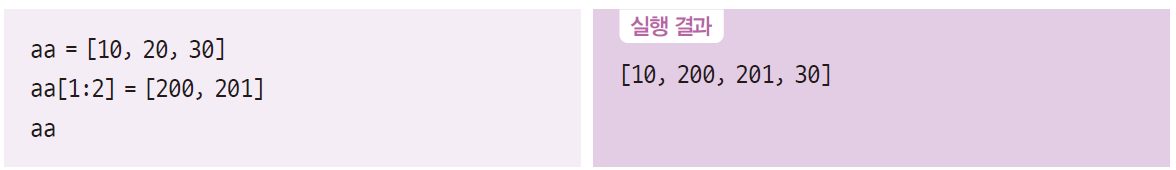 aa = [10, 20, 30]
aa[1:2] = [200, 201]
aa
실행 결과
[10, 200, 201, 30]